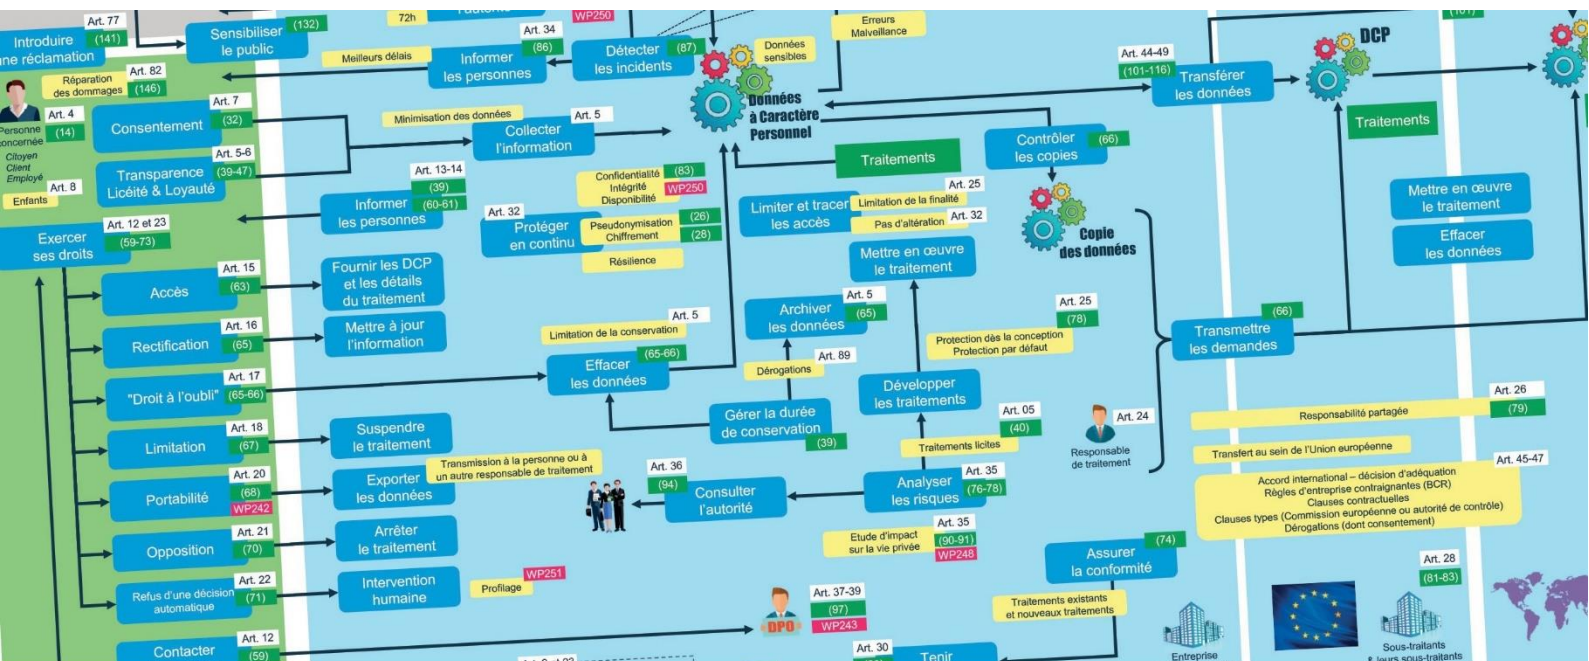 Art. 77
(141)
Introduire
une réclamation
Sensibiliser
le public
(132)
72h
WP250
Meilleurs délais
Informer
les personnes
Art. 34
(86)
Détecter
les incidents
(87)
Données
sensibles
Erreurs
Malveillance
Données
à Caractère
Personnel
Art. 44-49
(101-116)
Transférer
les données
DCP
(101)
Traitements
Réparation
des dommages
Art. 82
(146)
Art. 4
(14)
Personne
concernée
Citoyen
Client
Employé
Enfants
Art. 8
Consentement
Art. 7
(32)
Transparence
Licéité & Loyauté
Art. 5-6
(39-47)
Minimisation des données
Collecter
l'information
Art. 5
Traitements
Contrôler
les copies
(66)
Copie
des données
Mettre en œuvre
le traitement
Effacer
les données
Informer
les personnes
Art. 13-14
(39)
(60-61)
Art. 32
Protéger
en continu
Confidentialité
Intégrité
Disponibilité
(83)
WP250
Pseudonymisation
Chiffrement
(26)
(28)
Résilience
Limiter et tracer
les accès
Art. 25
Limitation de la finalité
Pas d'altération
Art. 32
Mettre en œuvre
le traitement
Exercer
ses droits
Art. 12 et 23
(59-73)
Accès
Art. 15
(63)
Fournir les DCP
et les détails
du traitement
Rectification
Art. 16
(65)
Mettre à jour
l'information
"Droit à l'oubli"
Art. 17
(65-66)
Limitation de la conservation
Art. 5
Effacer
les données
(65-66)
Archiver
les données
Art. 5
(65)
Dérogations
Art. 89
Gérer la durée
de conservation
(39)
Art. 25
(78)
Protection dès la conception
Protection par défaut
Développer
les traitements
Art. 05
(40)
Traitements licites
Transmettre
les demandes
(66)
Art. 24
Responsable
de traitement
Limitation
Art. 18
(67)
Suspendre
le traitement
Portabilité
Art. 20
(68)
WP242
Exporter
les données
Transmission à la personne ou à
un autre responsable de traitement
Art. 36
(94)
Consulter
l'autorité
Analyser
les risques
Art. 35
(76-78)
Etude d'impact
sur la vie privée
Art. 35
(90-91)
WP248
Responsabilité partagée
Art. 26
(79)
Transfert au sein de l'Union européenne
Art. 45-47
Accord international – décision d'adéquation
Règles d'entreprise contraignantes (BCR)
Clauses contractuelles
Clauses types (Commission européenne ou autorité de contrôle)
Dérogations (dont consentement)
Opposition
Art. 21
(70)
Arrêter
le traitement
Refus d'une décision
automatique
Art. 22
(71)
Intervention
humaine
Profilage
WP251
DPO
Art. 37-39
(97)
WP243
Assurer
la conformité
(74)
Traitements existants
et nouveaux traitements
Entreprise
Art. 28
(81-83)
Sous-traitants
& leurs sous-traitants
Contacter
Art. 12
(59)
Art. 30
Tenir